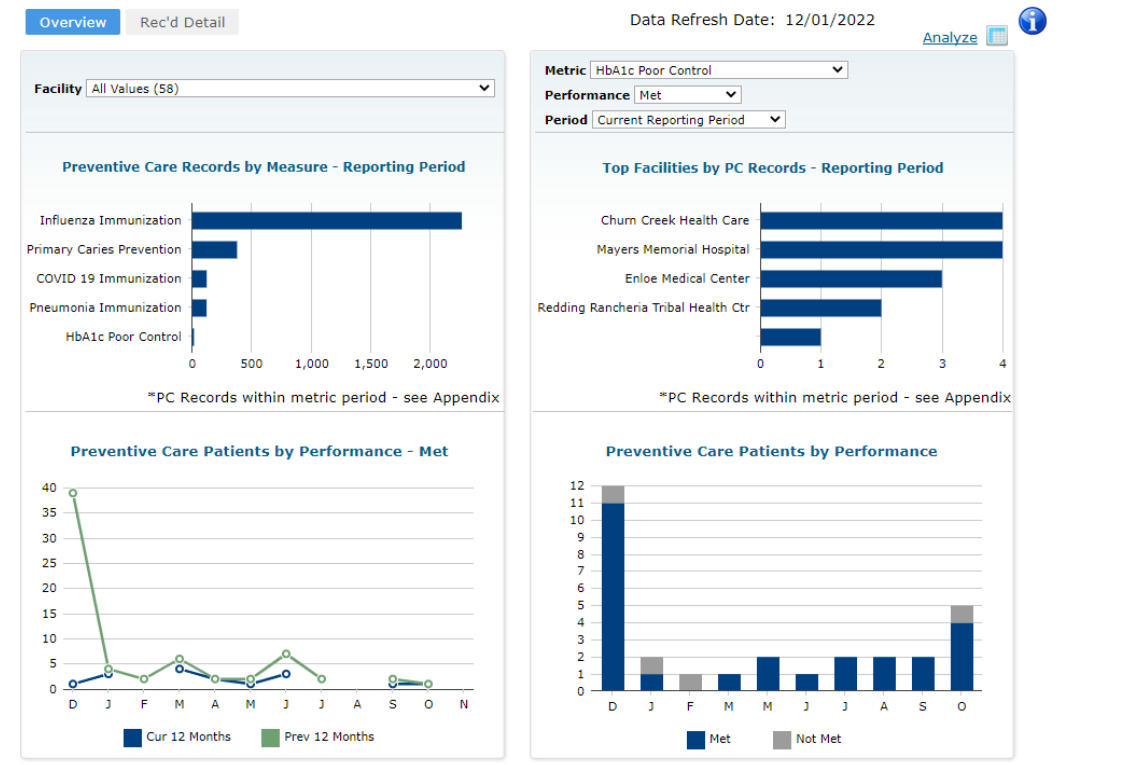 Overview
Rec'd Detail
Data Refresh Date: 12/01/2022
Analyze
Facility All Values (58)
Preventive Care Records by Measure - Reporting Period
Influenza Immunization
Primary Caries Prevention
COVID 19 Immunization
Pneumonia Immunization
HbA1c Poor Control
0 500 1,000 1,500 2,000
*PC Records within metric period - see Appendix
Preventive Care Patients by Performance - Met
40
35
30
25
20
15
10
5
0
D J F M A M J J A S O N
Cur 12 Months Prev 12 Months
Metric HbA1c Poor Control
Performance Met
Period Current Reporting Period
Top Facilities by PC Records - Reporting Period
Churn Creek Health Care
Mayers Memorial Hospital
Enloe Medical Center
Redding Rancheria Tribal Health Ctr
0 1 2 3 4
*PC Records within metric period - see Appendix
Preventive Care Patients by Performance
12
11
10
9
8
7
6
5
4
3
2
1
0
D J F M M J J A S O
Met Not Met